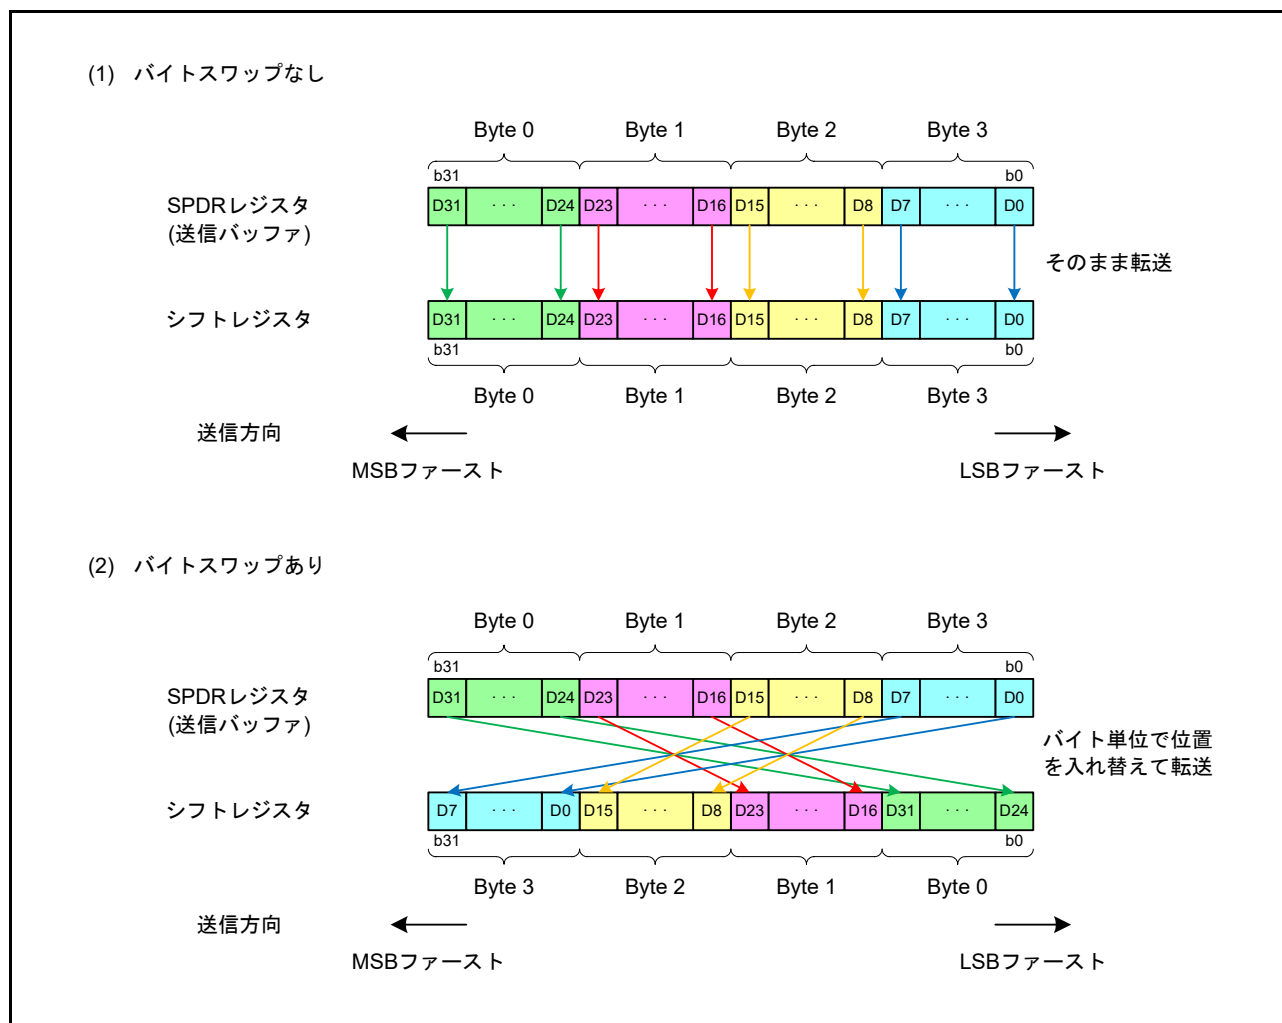 (1) バイトスワップなし
Byte 0 Byte 1 Byte 2 Byte 3
b31 b0
SPDRレジスタ
(送信バッファ)
D31 ··· D24 D23 ··· D16 D15 ··· D8 D7 ··· D0
そのまま転送
シフトレジスタ
D31 ··· D24 D23 ··· D16 D15 ··· D8 D7 ··· D0
b31 b0
Byte 0 Byte 1 Byte 2 Byte 3
送信方向
MSBファースト LSBファースト
(2) バイトスワップあり
Byte 0 Byte 1 Byte 2 Byte 3
b31 b0
SPDRレジスタ
(送信バッファ)
D31 ··· D24 D23 ··· D16 D15 ··· D8 D7 ··· D0
バイト単位で位置
を入れ替えて転送
シフトレジスタ
D7 ··· D0 D15 ··· D8 D23 ··· D16 D31 ··· D24
b31 b0
Byte 3 Byte 2 Byte 1 Byte 0
送信方向
MSBファースト LSBファースト